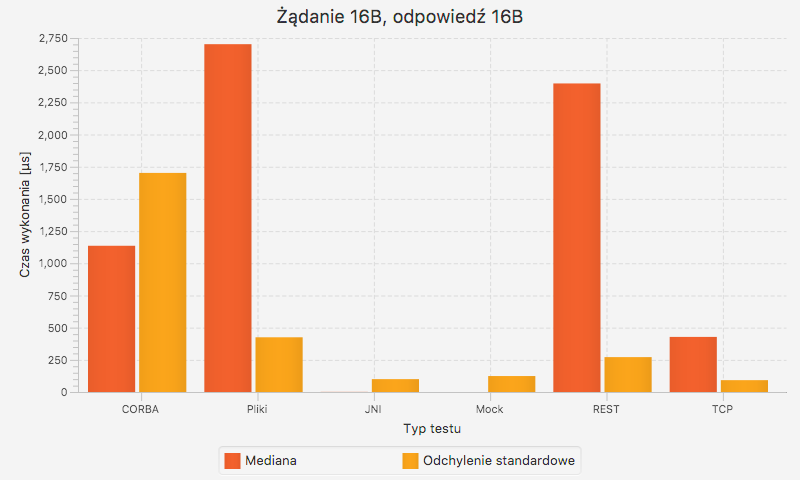 Żądanie 16B, odpowiedź 16B
Czas wykonania [µs]
2,750
2,500
2,250
2,000
1,750
1,500
1,250
1,000
750
500
250
0
CORBA Pliki JNI Mock REST TCP
Typ testu
Mediana Odchylenie standardowe